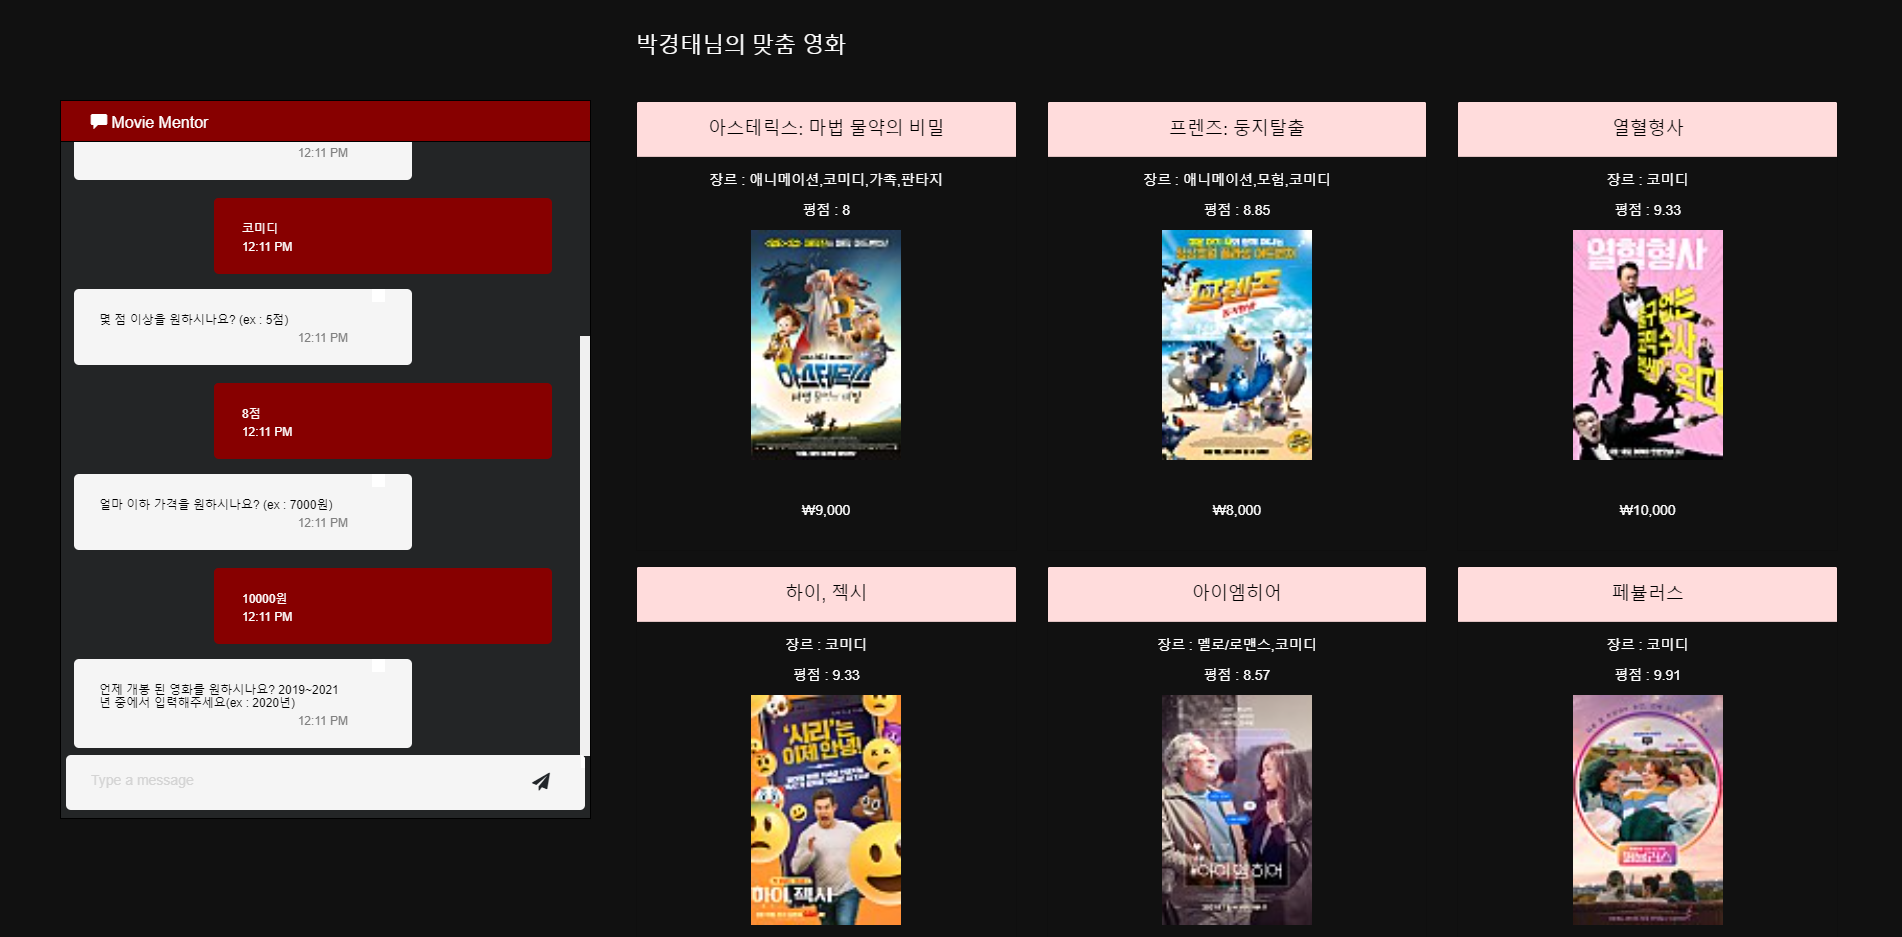 박경태님의 맞춤 영화
Movie Mentor
12:11 PM
코미디
12:11 PM
몇 점 이상을 원하시나요? (ex : 5점)
12:11 PM
8점
12:11 PM
얼마 이하 가격을 원하시나요? (ex : 7000원)
12:11 PM
10000원
12:11 PM
언제 개봉 된 영화를 원하시나요? 2019~2021
년 중에서 입력해주세요(ex : 2020년)
12:11 PM
Type a message
아스테릭스: 마법 물약의 비밀
장르 : 애니메이션,코미디,가족,판타지
평점 : 8
아스테릭스
마법 물약의 비밀
₩9,000
프렌즈: 둥지탈출
장르 : 애니메이션,모험,코미디
평점 : 8.85
프렌즈
둥지탈출
₩8,000
열혈형사
장르 : 코미디
평점 : 9.33
열혈형사
₩10,000
하이, 젝시
장르 : 코미디
평점 : 9.33
'시리'는
이제 안녕!
하이, 젝시
아이엠히어
장르 : 멜로/로맨스,코미디
평점 : 8.57
#아이엠히어
페뷸러스
장르 : 코미디
평점 : 9.91
페뷸러스